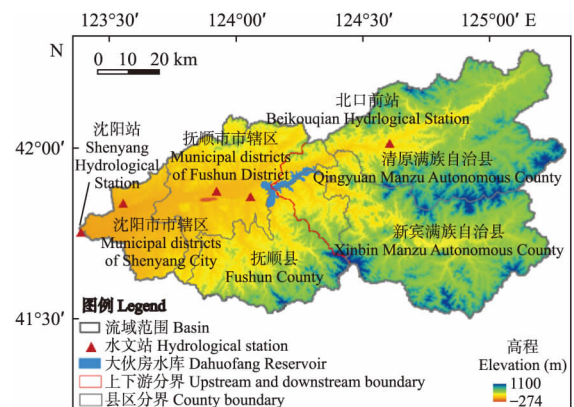 123°30′ 124°00′ 124°30′ 125°00′ E
42°30′
N
0 10 20 km
北口前站
Beikouqian Hydrlogical Station
沈阳站
Shenyang
Hydrological
Station
抚顺市市辖区
Municipal districts
of Fushun District
42°00′
清原满族自治县
Qingyuan Manzu Autonomous County
沈阳市市辖区
Municipal districts
of Shenyang City
新宾满族自治县
Xinbin Manzu Autonomous County
抚顺县
Fushun County
41°30′
图例 Legend
流域范围 Basin
水文站 Hydrological station
大伙房水库 Dahuofang Reservoir
上下游分界 Upstream and downstream boundary
县区分界 County boundary
高程
Elevation (m)
1100
−274